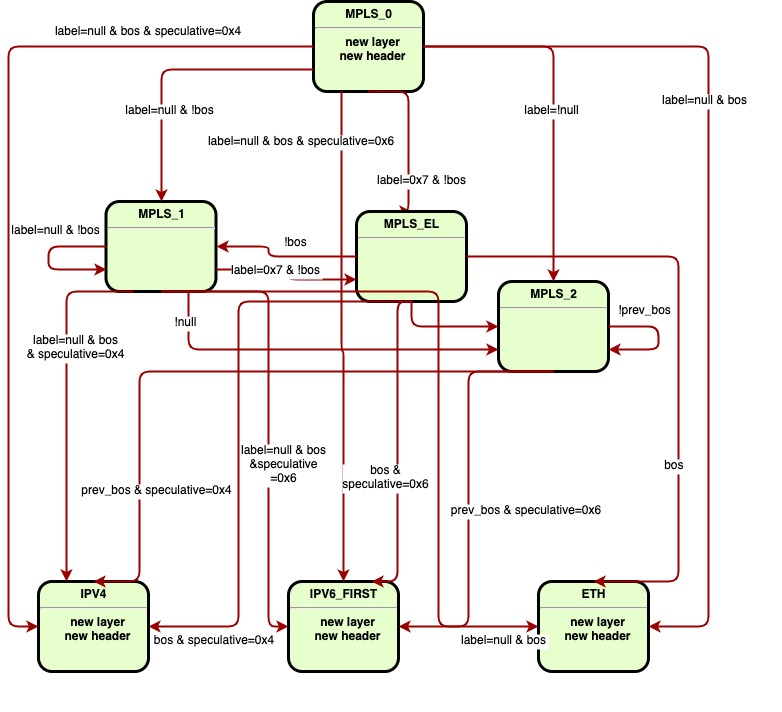 MPLS_0
new layer
new header
label=null & bos & speculative=0x4
label=null & bos
label=null & !bos
label=!null
label=null & bos & speculative=0x6
label=0x7 & !bos
MPLS_1
MPLS_EL
label=null & !bos
!bos
label=0x7 & !bos
MPLS_2
!prev_bos
!null
label=null & bos
& speculative=0x4
label=null & bos
&speculative
=0x6
bos &
speculative=0x6
bos
prev_bos & speculative=0x4
prev_bos & speculative=0x6
IPV4
new layer
new header
IPV6_FIRST
new layer
new header
ETH
new layer
new header
bos & speculative=0x4
label=null & bos